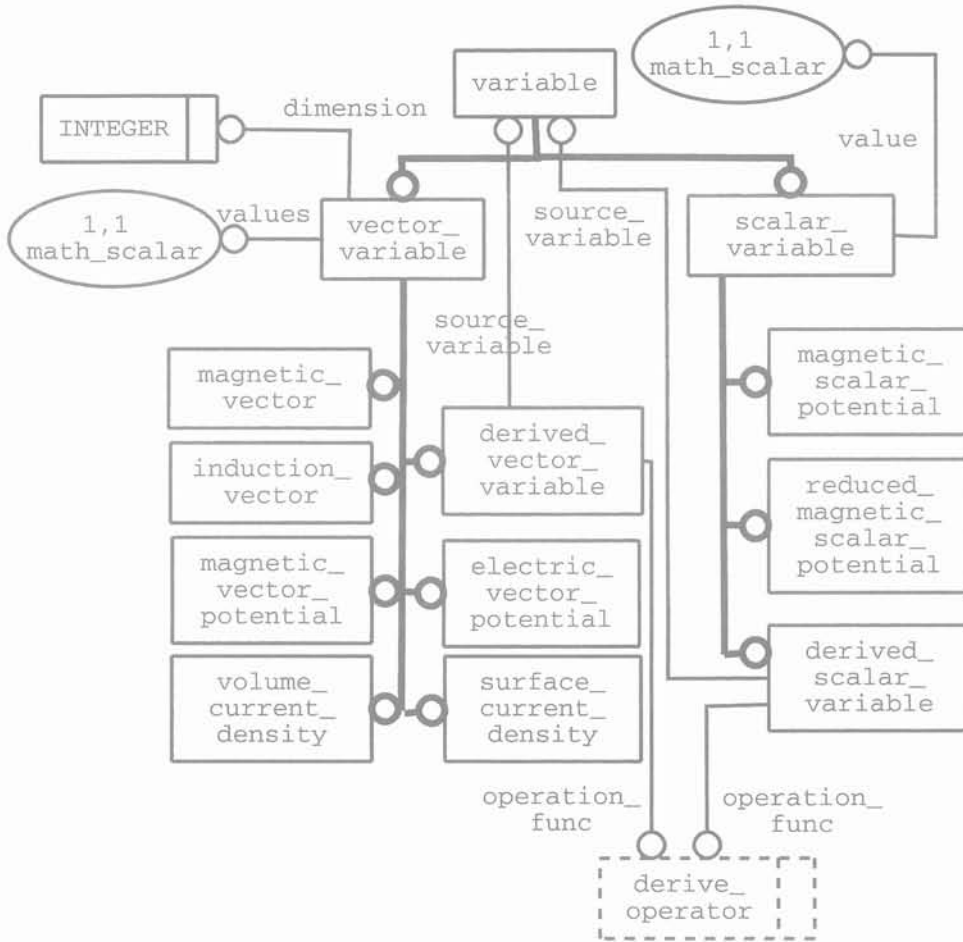 1,1
math_scalar
variable
dimension
INTEGER
value
1,1
math_scalar
values
vector_
variable
source_
variable
scalar_
variable
source_
variable
magnetic_
vector
magnetic_
scalar_
potential
derived_
vector_
variable
induction_
vector
reduced_
magnetic_
scalar_
potential
magnetic_
vector_
potential
electric_
vector_
potential
derived_
scalar_
variable
volume_
current_
density
surface_
current_
density
operation_
func
operation_
func
derive_
operator